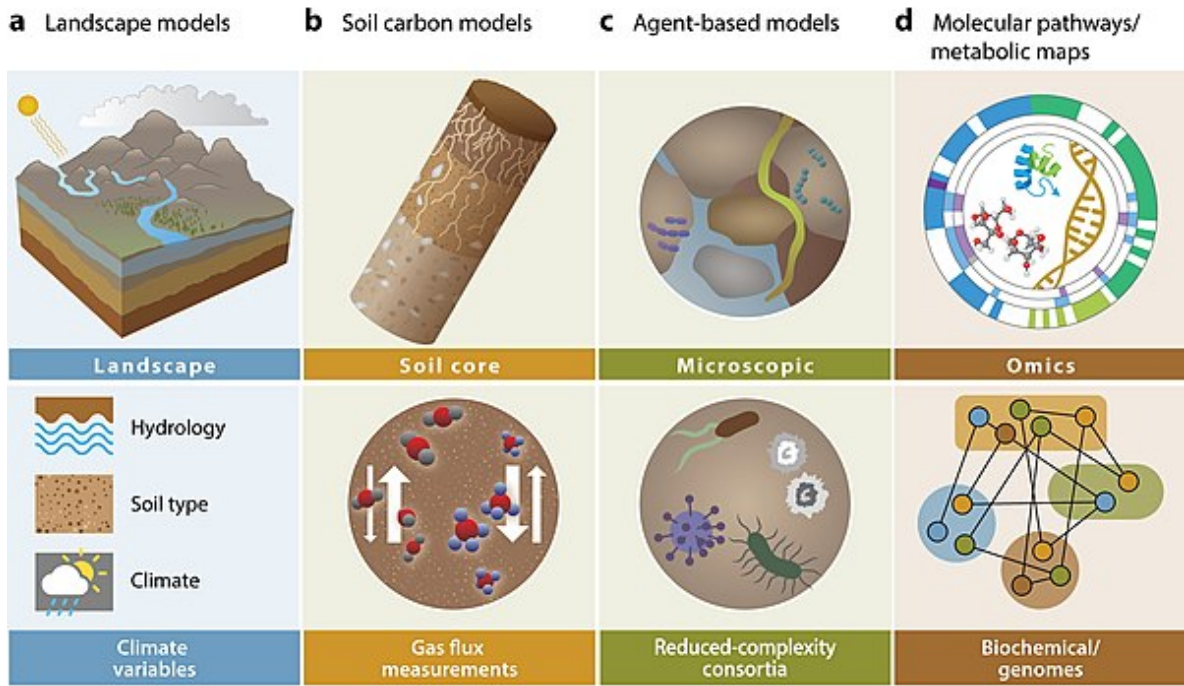 a Landscape models
b Soil carbon models
c Agent-based models
d Molecular pathways/
metabolic maps
Landscape
Soil core
Microscopic
Omics
Hydrology
Soil type
Climate
Climate
variables
Gas flux
measurements
Reduced-complexity
consortia
Biochemical/
genomes